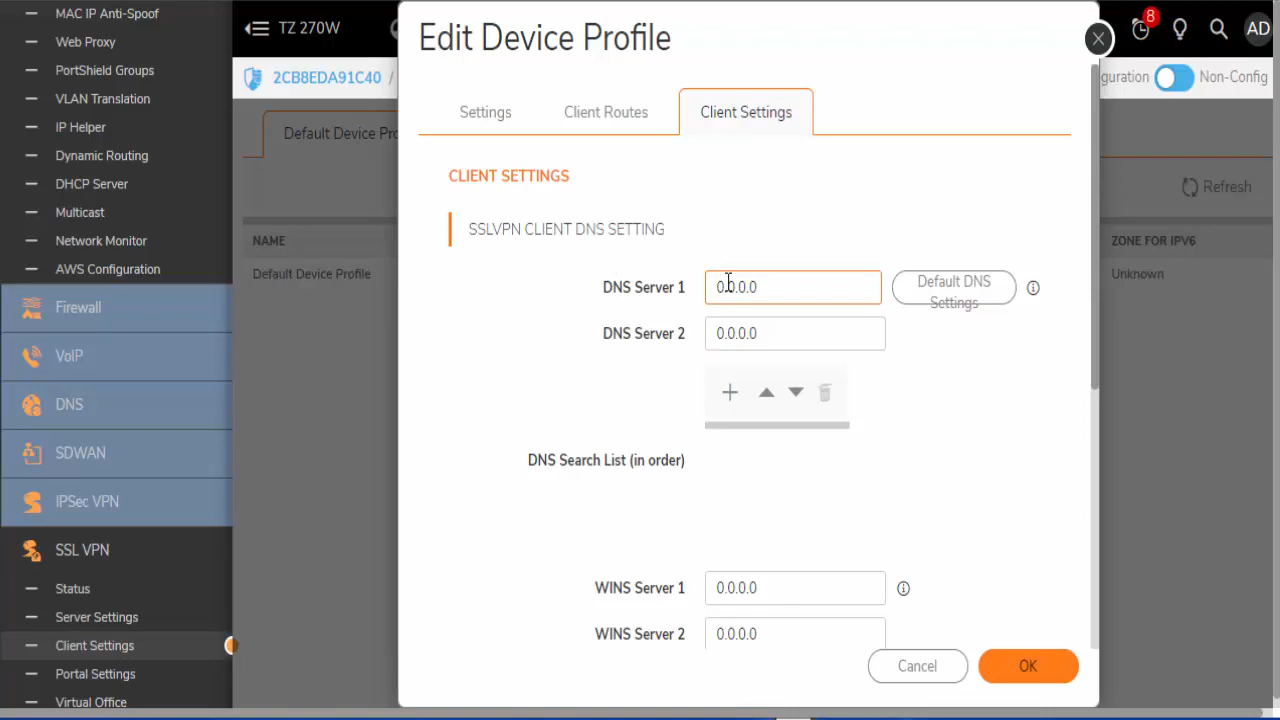 MAC IP Anti-Spoof
Web Proxy
PortShield Groups
VLAN Translation
IP Helper
Dynamic Routing
DHCP Server
Multicast
Network Monitor
AWS Configuration
Firewall
VoIP
DNS
SDWAN
IPSec VPN
SSL VPN
Status
Server Settings
Client Settings
Portal Settings
Virtual Office
TZ 270W
8
AD
2CB8EDA91C40 /
guration
Non-Config
Default Device Pro
Refresh
NAME
ZONE FOR IPV6
Default Device Profile
Unknown
Edit Device Profile
Settings
Client Routes
Client Settings
CLIENT SETTINGS
SSLVPN CLIENT DNS SETTING
DNS Server 1
0.0.0.0
Default DNS
Settings
DNS Server 2
0.0.0.0
DNS Search List (in order)
WINS Server 1
0.0.0.0
WINS Server 2
0.0.0.0
Cancel
OK